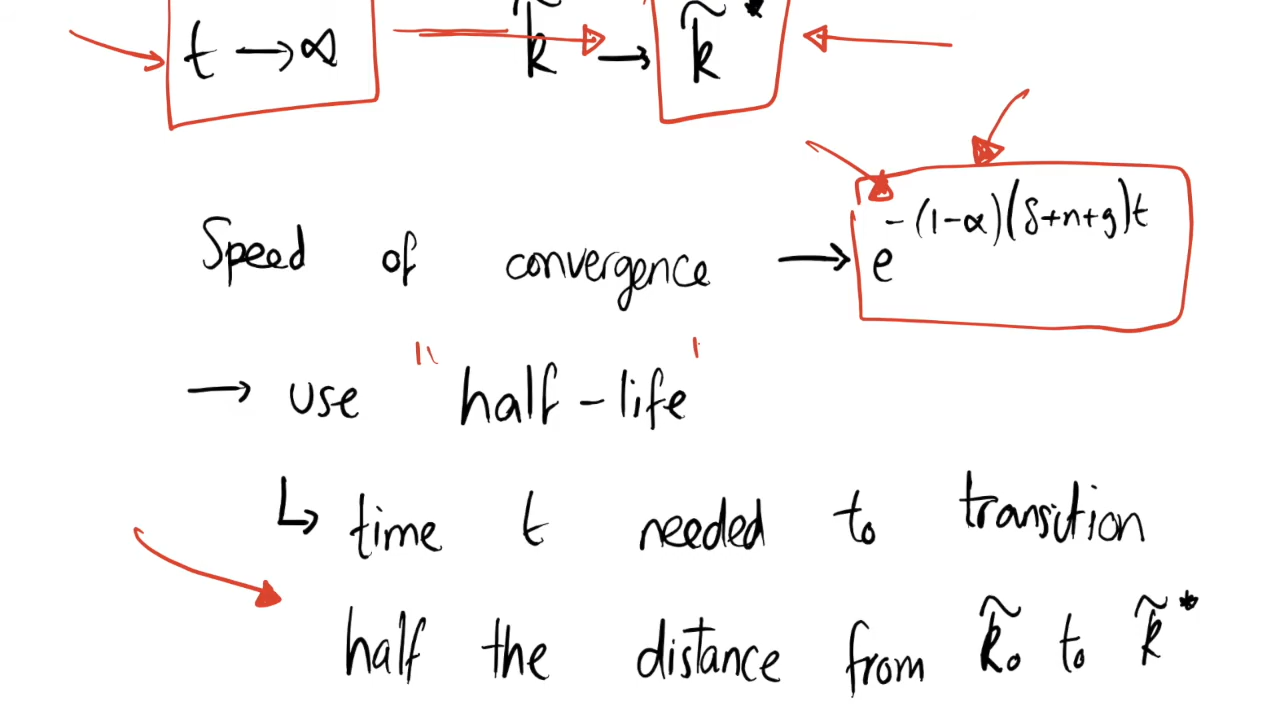 t → ∞ k̃ → k̃*
Speed of convergence → e^{-(1-α)(δ+n+g)t}
→ use "half-life'
↳ time t needed to transition
half the distance from k̃₀ to k̃*